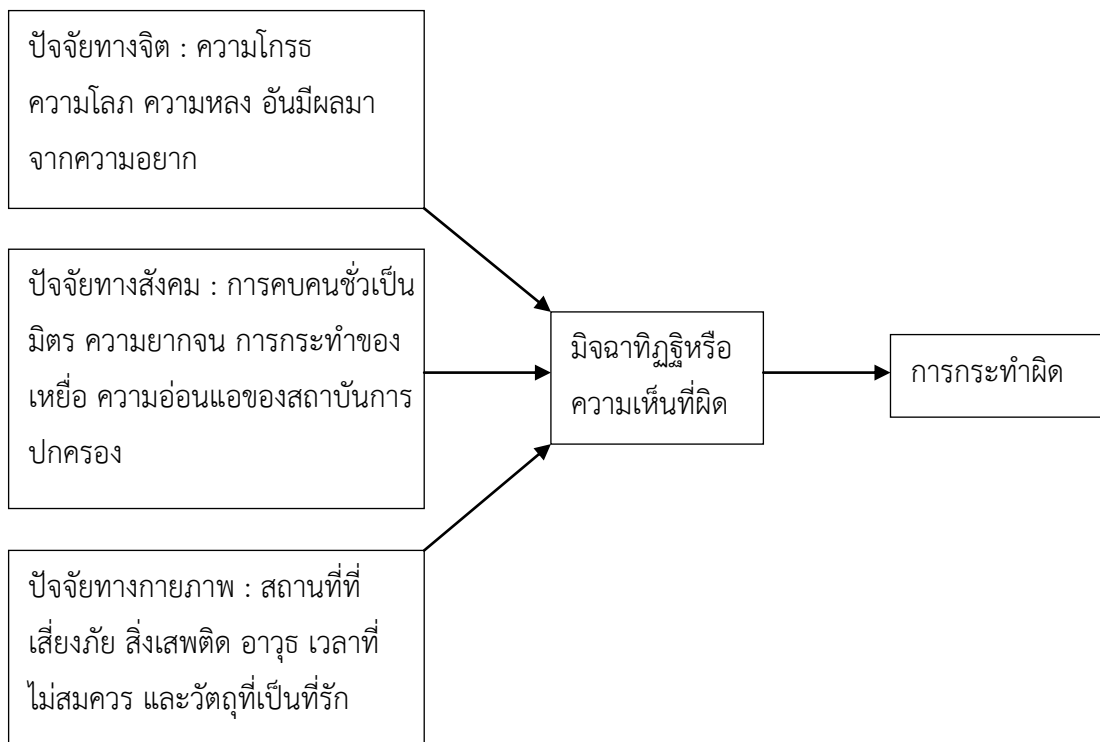 ปัจจัยทางจิต : ความโกรธ
ความโลภ ความหลง อันมีผลมา
จากความอยาก
ปัจจัยทางสังคม : การคบคนชั่วเป็น
มิตร ความยากจน การกระทำของ
เหยื่อ ความอ่อนแอของสถาบันการ
ปกครอง
ปัจจัยทางกายภาพ : สถานที่ที่
เสี่ยงภัย สิ่งเสพติด อาวุธ เวลาที่
ไม่สมควร และวัตถุที่เป็นที่รัก
มิจฉาทิฏฐิหรือ
ความเห็นที่ผิด
การกระทำผิด